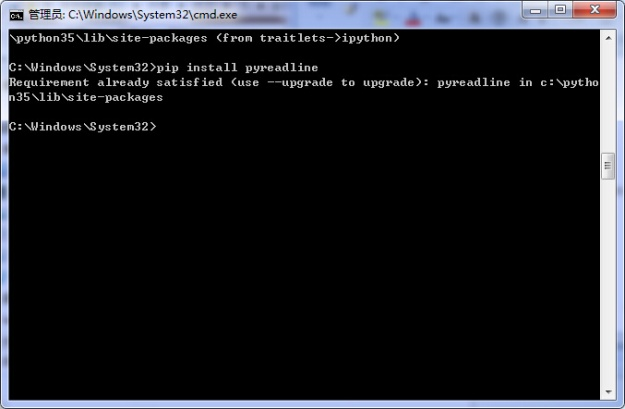 管理员: C:\Windows\System32\cmd.exe
\python35\lib\site-packages (from traitlets->ipython)
C:\Windows\System32>pip install pyreadline
Requirement already satisfied (use --upgrade to upgrade): pyreadline in c:\pytho
n35\lib\site-packages
C:\Windows\System32>